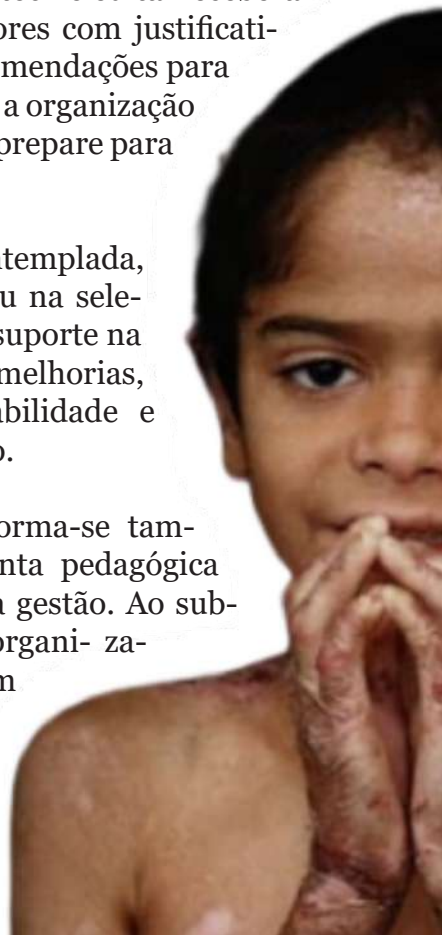 ores com justificati-
mendações para
a organização
prepare para
templada,
u na sele-
suporte na
melhorias,
abilidade e
o.
orma-se tam-
nta pedagógica
a gestão. Ao sub-
organi- za-
m